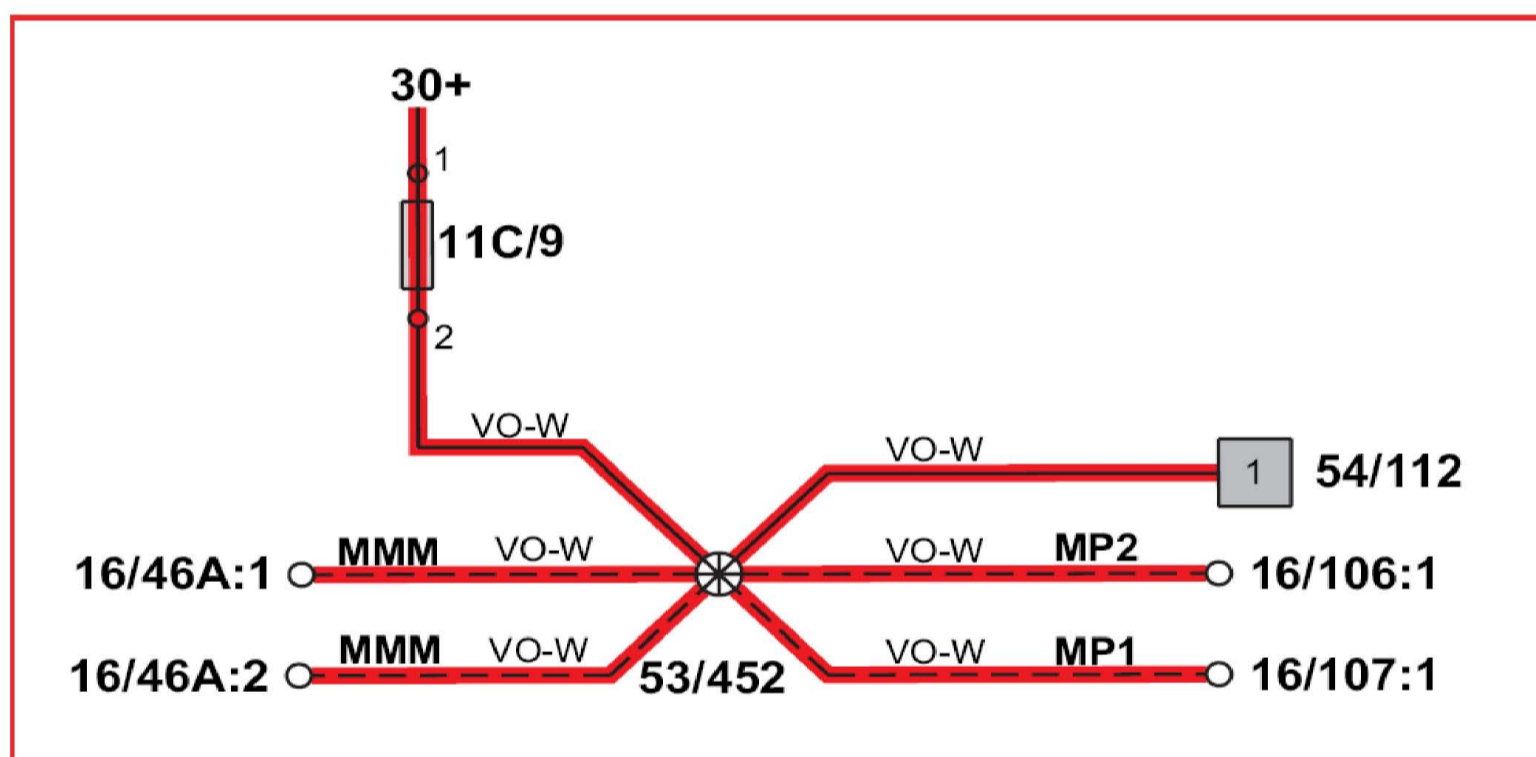 30+
1
11C/9
2
VO-W
VO-W
1
54/112
16/46A:1
MMM
VO-W
VO-W
MP2
16/106:1
16/46A:2
MMM
VO-W
53/452
VO-W
MP1
16/107:1